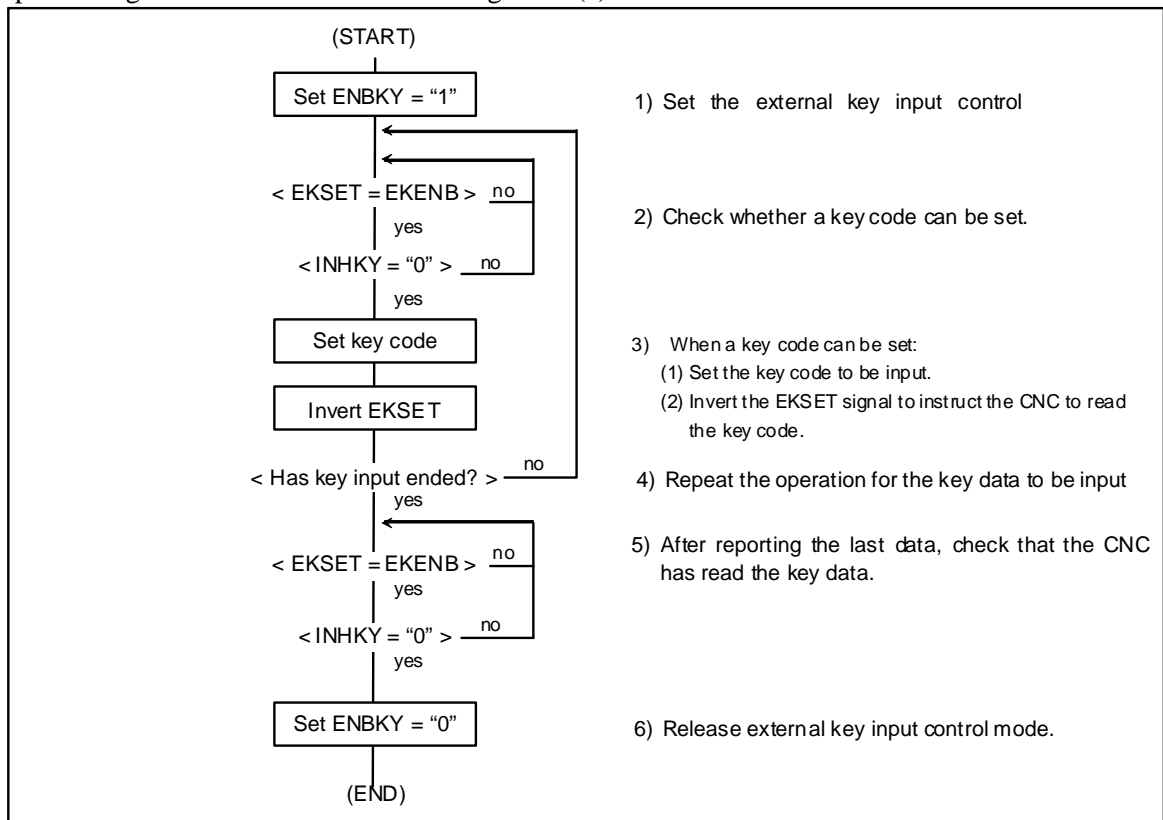 (START)
Set ENBKY = “1”
1) Set the external key input control
< EKSET = EKENB > no
yes
2) Check whether a key code can be set.
< INHKY = “0” > no
yes
Set key code
3) When a key code can be set:
(1) Set the key code to be input.
Invert EKSET
(2) Invert the EKSET signal to instruct the CNC to read
the key code.
< Has key input ended? > no
yes
4) Repeat the operation for the key data to be input
5) After reporting the last data, check that the CNC
has read the key data.
< EKSET = EKENB > no
yes
< INHKY = “0” > no
yes
Set ENBKY = “0”
6) Release external key input control mode.
(END)